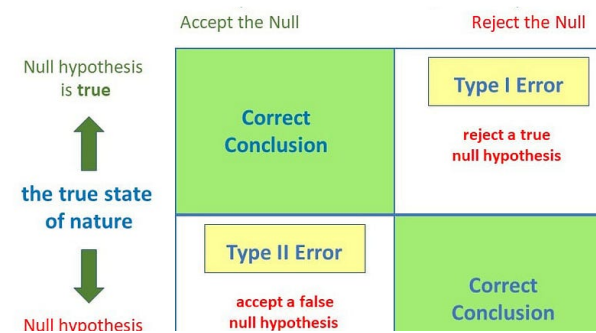 Accept the Null
Reject the Null
Null hypothesis
is true
Type I Error
Correct
Conclusion
reject a true
null hypothesis
the true state
of nature
Type II Error
Correct
Conclusion
accept a false
null hypothesis
Null hypothesis